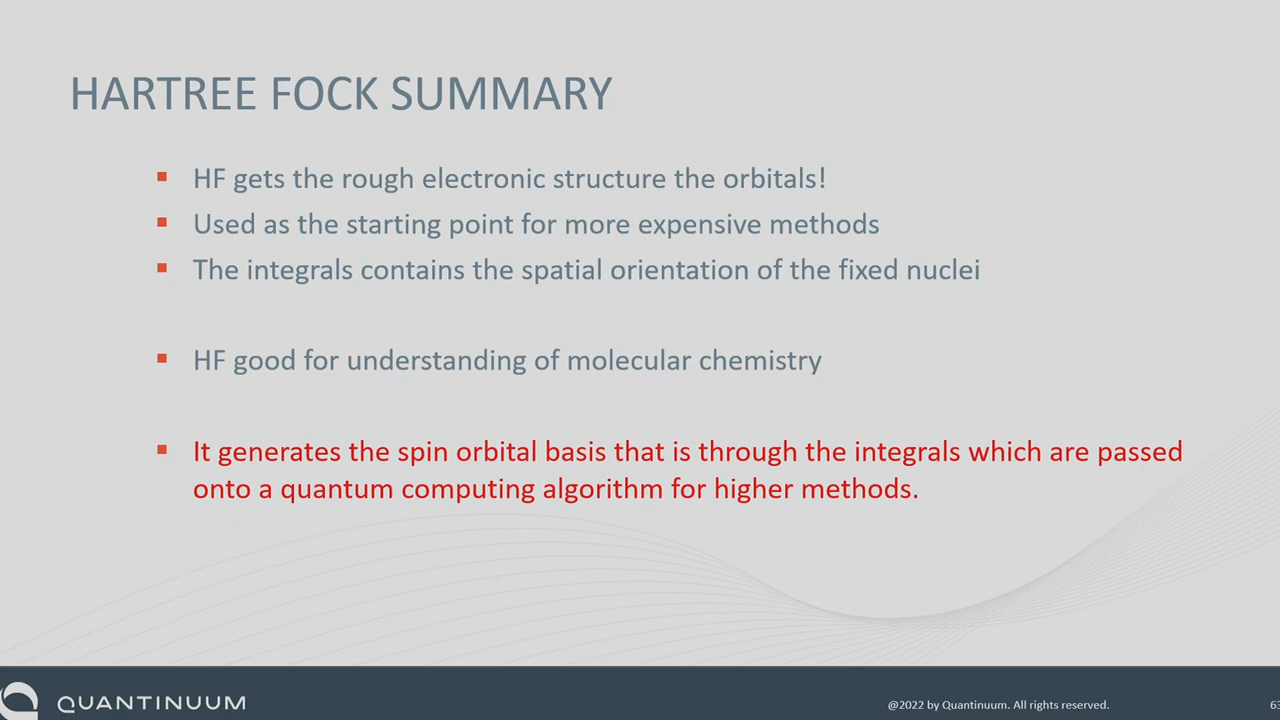 HARTREE FOCK SUMMARY
HF gets the rough electronic structure the orbitals!
Used as the starting point for more expensive methods
The integrals contains the spatial orientation of the fixed nuclei
HF good for understanding of molecular chemistry
It generates the spin orbital basis that is through the integrals which are passed
onto a quantum computing algorithm for higher methods.
QUANTINUUM
@2022 by Quantinuum. All rights reserved.